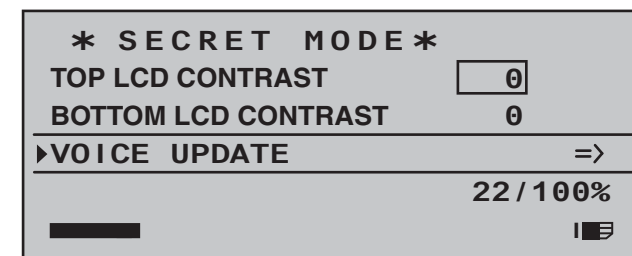 * SECRET MODE*
TOP LCD CONTRAST 0
BOTTOM LCD CONTRAST 0
VOICE UPDATE =>
22/100%